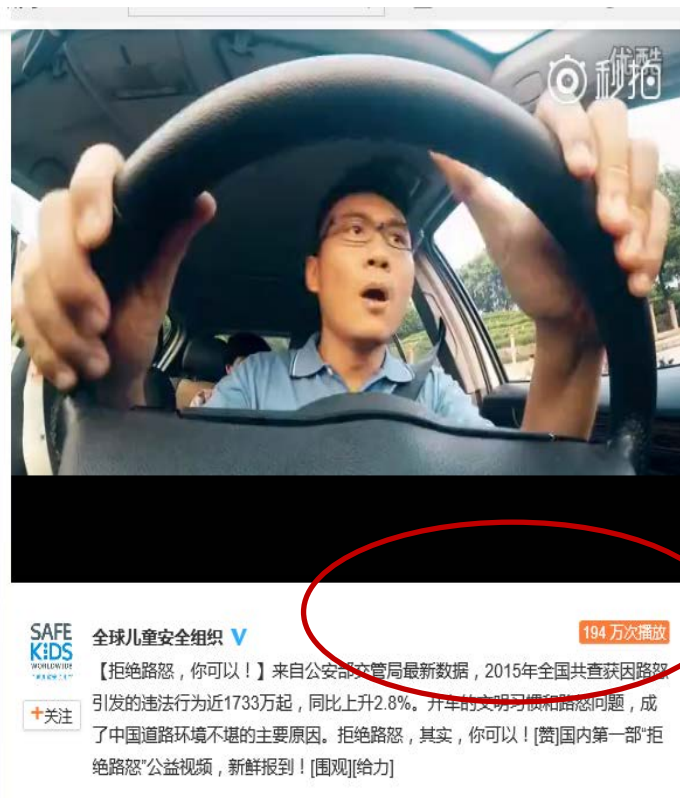 秒拍
SAFE
KIDS
WORLDWIDE
全球儿童安全组织 V
194 万次播放
【拒绝路怒，你可以！】来自公安部交管局最新数据，2015年全国共查获因路怒
+关注
引发的违法行为近1733万起，同比上升2.8%。开车的文明习惯和路怒问题，成
了中国道路环境不堪的主要原因。拒绝路怒，其实，你可以！[赞]国内第一部“拒
绝路怒”公益视频，新鲜报到！[围观][给力]